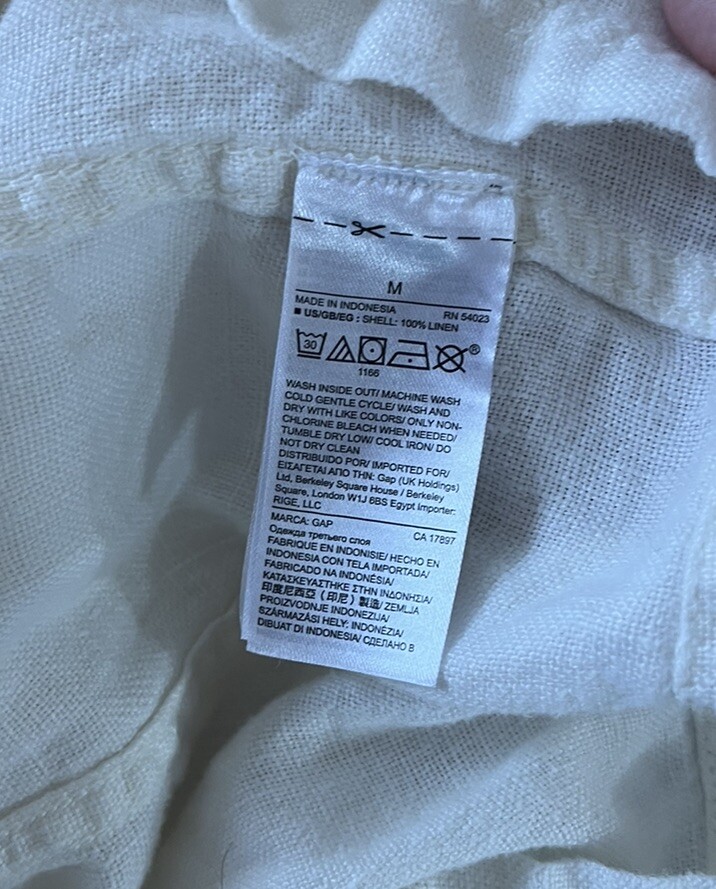 M
MADE IN INDONESIA RN 54023
■ US/GB/EG : SHELL: 100% LINEN
30 ®
1166
WASH INSIDE OUT/ MACHINE WASH
COLD GENTLE CYCLE/ WASH AND
DRY WITH LIKE COLORS/ ONLY NON-
CHLORINE BLEACH WHEN NEEDED/
TUMBLE DRY LOW/ COOL IRON/ DO
NOT DRY CLEAN
DISTRIBUIDO POR/ IMPORTED FOR/
ΕΙΣΑΓΕΤΑΙ ΑΠΟ ΤΗΝ: Gap (UK Holdings)
Ltd, Berkeley Square House / Berkeley
Square, London W1J 6BS Egypt Importer:
RIGE, LLC
MARCA: GAP CA 17897
Одежда третьего слоя
FABRIQUE EN INDONISIE/ HECHO EN
INDONESIA CON TELA IMPORTADA/
FABRICADO NA INDONÉSIA/
ΚΑΤΑΣΚΕΥΑΣΤΗΚΕ ΣΤΗΝ ΙΝΔΟΝΗΣΙΑ/
印度尼西亞（印尼）製造/ ZEMLJA
PROIZVODNJE INDONEZIJA/
SZÁRMAZÁSI HELY: INDONÉZIA/
DIBUAT DI INDONESIA/ СДЕЛАНО В